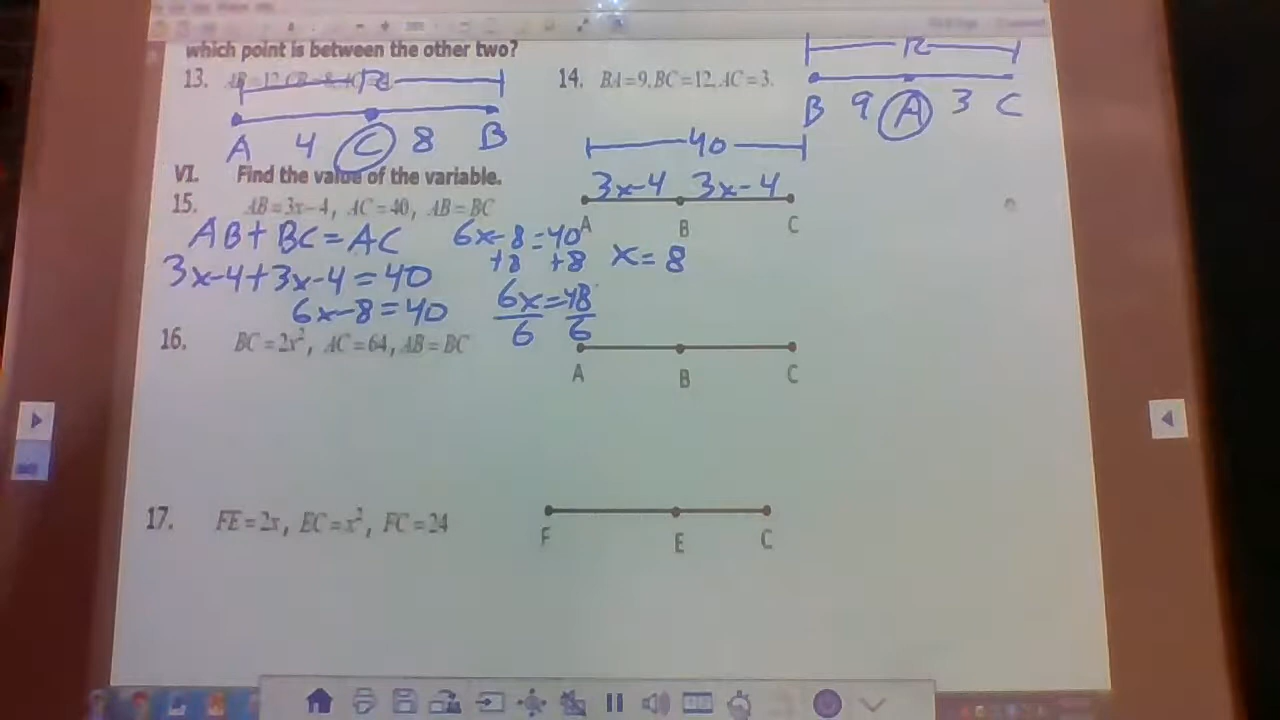 which point is between the other two?
13.
12
A 4 C 8 B
14. BA=9, BC=12, AC=3.
12
B 9 A 3 C
VI. Find the value of the variable.
15. AB=3x-4, AC=40, AB=BC
40
3x-4 3x-4
A B C
AB+BC=AC
3x-4+3x-4=40
6x-8=40
6x-8=40
+8 +8
6x=48
6 6
x=8
16. BC=2x², AC=64, AB=BC
A B C
17. FE=2x, EC=x², FC=24
F E C